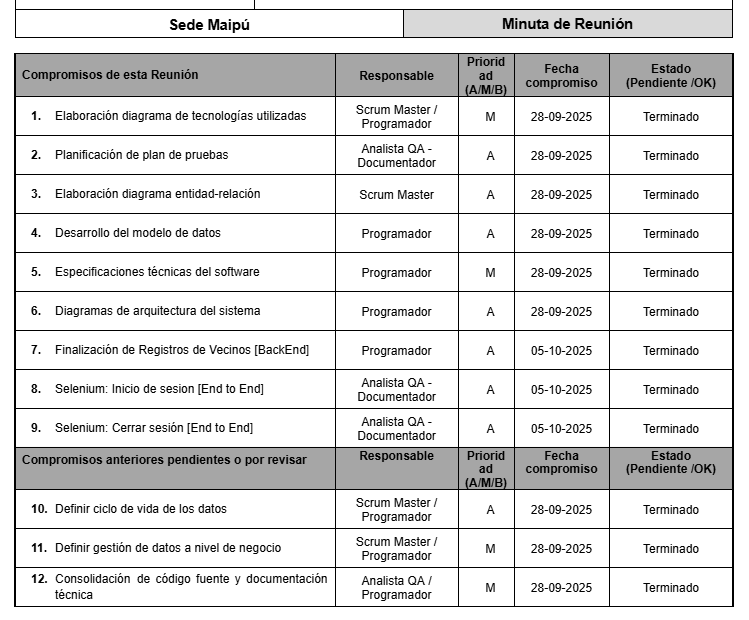 Sede Maipú Minuta de Reunión
Compromisos de esta Reunión Responsable Priorid ad (A/M/B) Fecha compromiso Estado (Pendiente /OK)
1. Elaboración diagrama de tecnologías utilizadas Scrum Master / Programador M 28-09-2025 Terminado
2. Planificación de plan de pruebas Analista QA - Documentador A 28-09-2025 Terminado
3. Elaboración diagrama entidad-relación Scrum Master A 28-09-2025 Terminado
4. Desarrollo del modelo de datos Programador A 28-09-2025 Terminado
5. Especificaciones técnicas del software Programador M 28-09-2025 Terminado
6. Diagramas de arquitectura del sistema Programador A 28-09-2025 Terminado
7. Finalización de Registros de Vecinos [BackEnd] Programador A 05-10-2025 Terminado
8. Selenium: Inicio de sesion [End to End] Analista QA - Documentador A 05-10-2025 Terminado
9. Selenium: Cerrar sesión [End to End] Analista QA - Documentador A 05-10-2025 Terminado
Compromisos anteriores pendientes o por revisar Responsable Priorid ad (A/M/B) Fecha compromiso Estado (Pendiente /OK)
10. Definir ciclo de vida de los datos Scrum Master / Programador A 28-09-2025 Terminado
11. Definir gestión de datos a nivel de negocio Scrum Master / Programador M 28-09-2025 Terminado
12. Consolidación de código fuente y documentación técnica Analista QA / Programador M 28-09-2025 Terminado